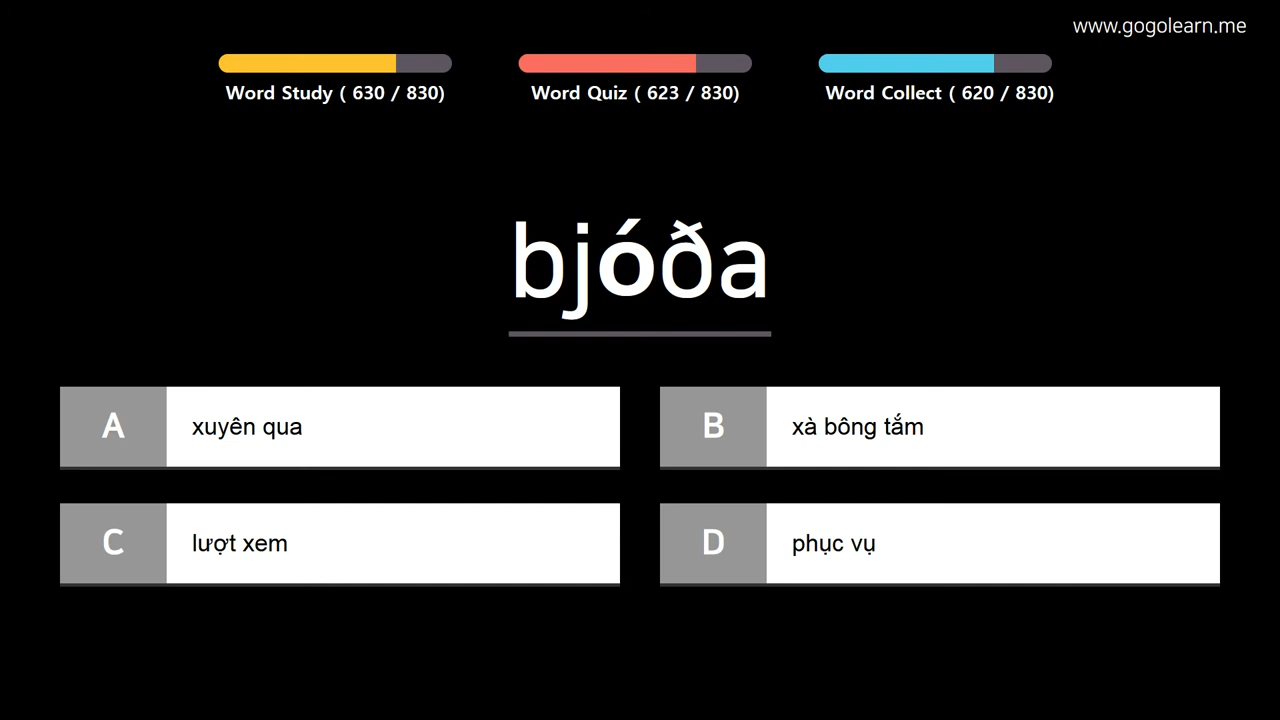 www.gogolearn.me
Word Study ( 630 / 830)
Word Quiz ( 623 / 830)
Word Collect ( 620 / 830)
bjóða
A xuyên qua
B xà bông tắm
C lượt xem
D phục vụ